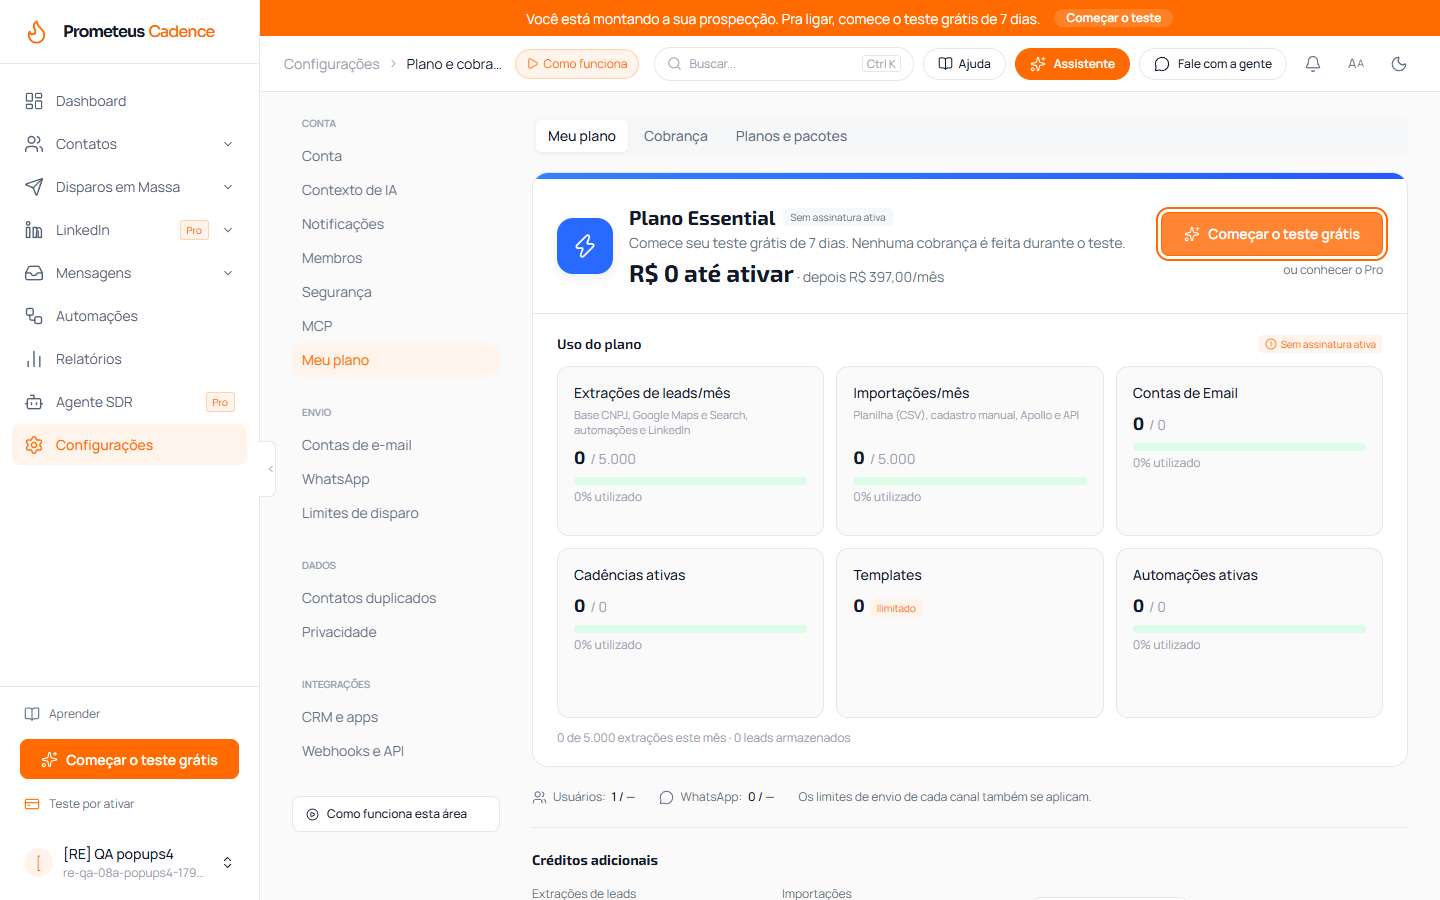 Você está montando a sua prospecção. Pra ligar, comece o teste grátis de 7 dias. Começar o teste
Prometeus Cadence
Configurações > Plano e cobra... Como funciona Buscar... Ctrl K Ajuda Assistente Fale com a gente AA
Dashboard
Contatos
Disparos em Massa
LinkedIn Pro
Mensagens
Automações
Relatórios
Agente SDR Pro
Configurações
Aprender
Começar o teste grátis
Teste por ativar
[
[RE] QA popups4
re-qa-08a-popups4-179...
CONTA
Conta
Contexto de IA
Notificações
Membros
Segurança
MCP
Meu plano
ENVIO
Contas de e-mail
WhatsApp
Limites de disparo
DADOS
Contatos duplicados
Privacidade
INTEGRAÇÕES
CRM e apps
Webhooks e API
Como funciona esta área
Meu plano Cobrança Planos e pacotes
Plano Essential Sem assinatura ativa
Comece seu teste grátis de 7 dias. Nenhuma cobrança é feita durante o teste.
R$ 0 até ativar · depois R$ 397,00/mês
Começar o teste grátis
ou conhecer o Pro
Uso do plano Sem assinatura ativa
Extrações de leads/mês
Base CNPJ, Google Maps e Search,
automações e LinkedIn
0 / 5.000
0% utilizado
Importações/mês
Planilha (CSV), cadastro manual, Apollo e API
0 / 5.000
0% utilizado
Contas de Email
0 / 0
0% utilizado
Cadências ativas
0 / 0
0% utilizado
Templates
0 Ilimitado
Automações ativas
0 / 0
0% utilizado
0 de 5.000 extrações este mês · 0 leads armazenados
Usuários: 1 / — WhatsApp: 0 / — Os limites de envio de cada canal também se aplicam.
Créditos adicionais
Extrações de leads Importações